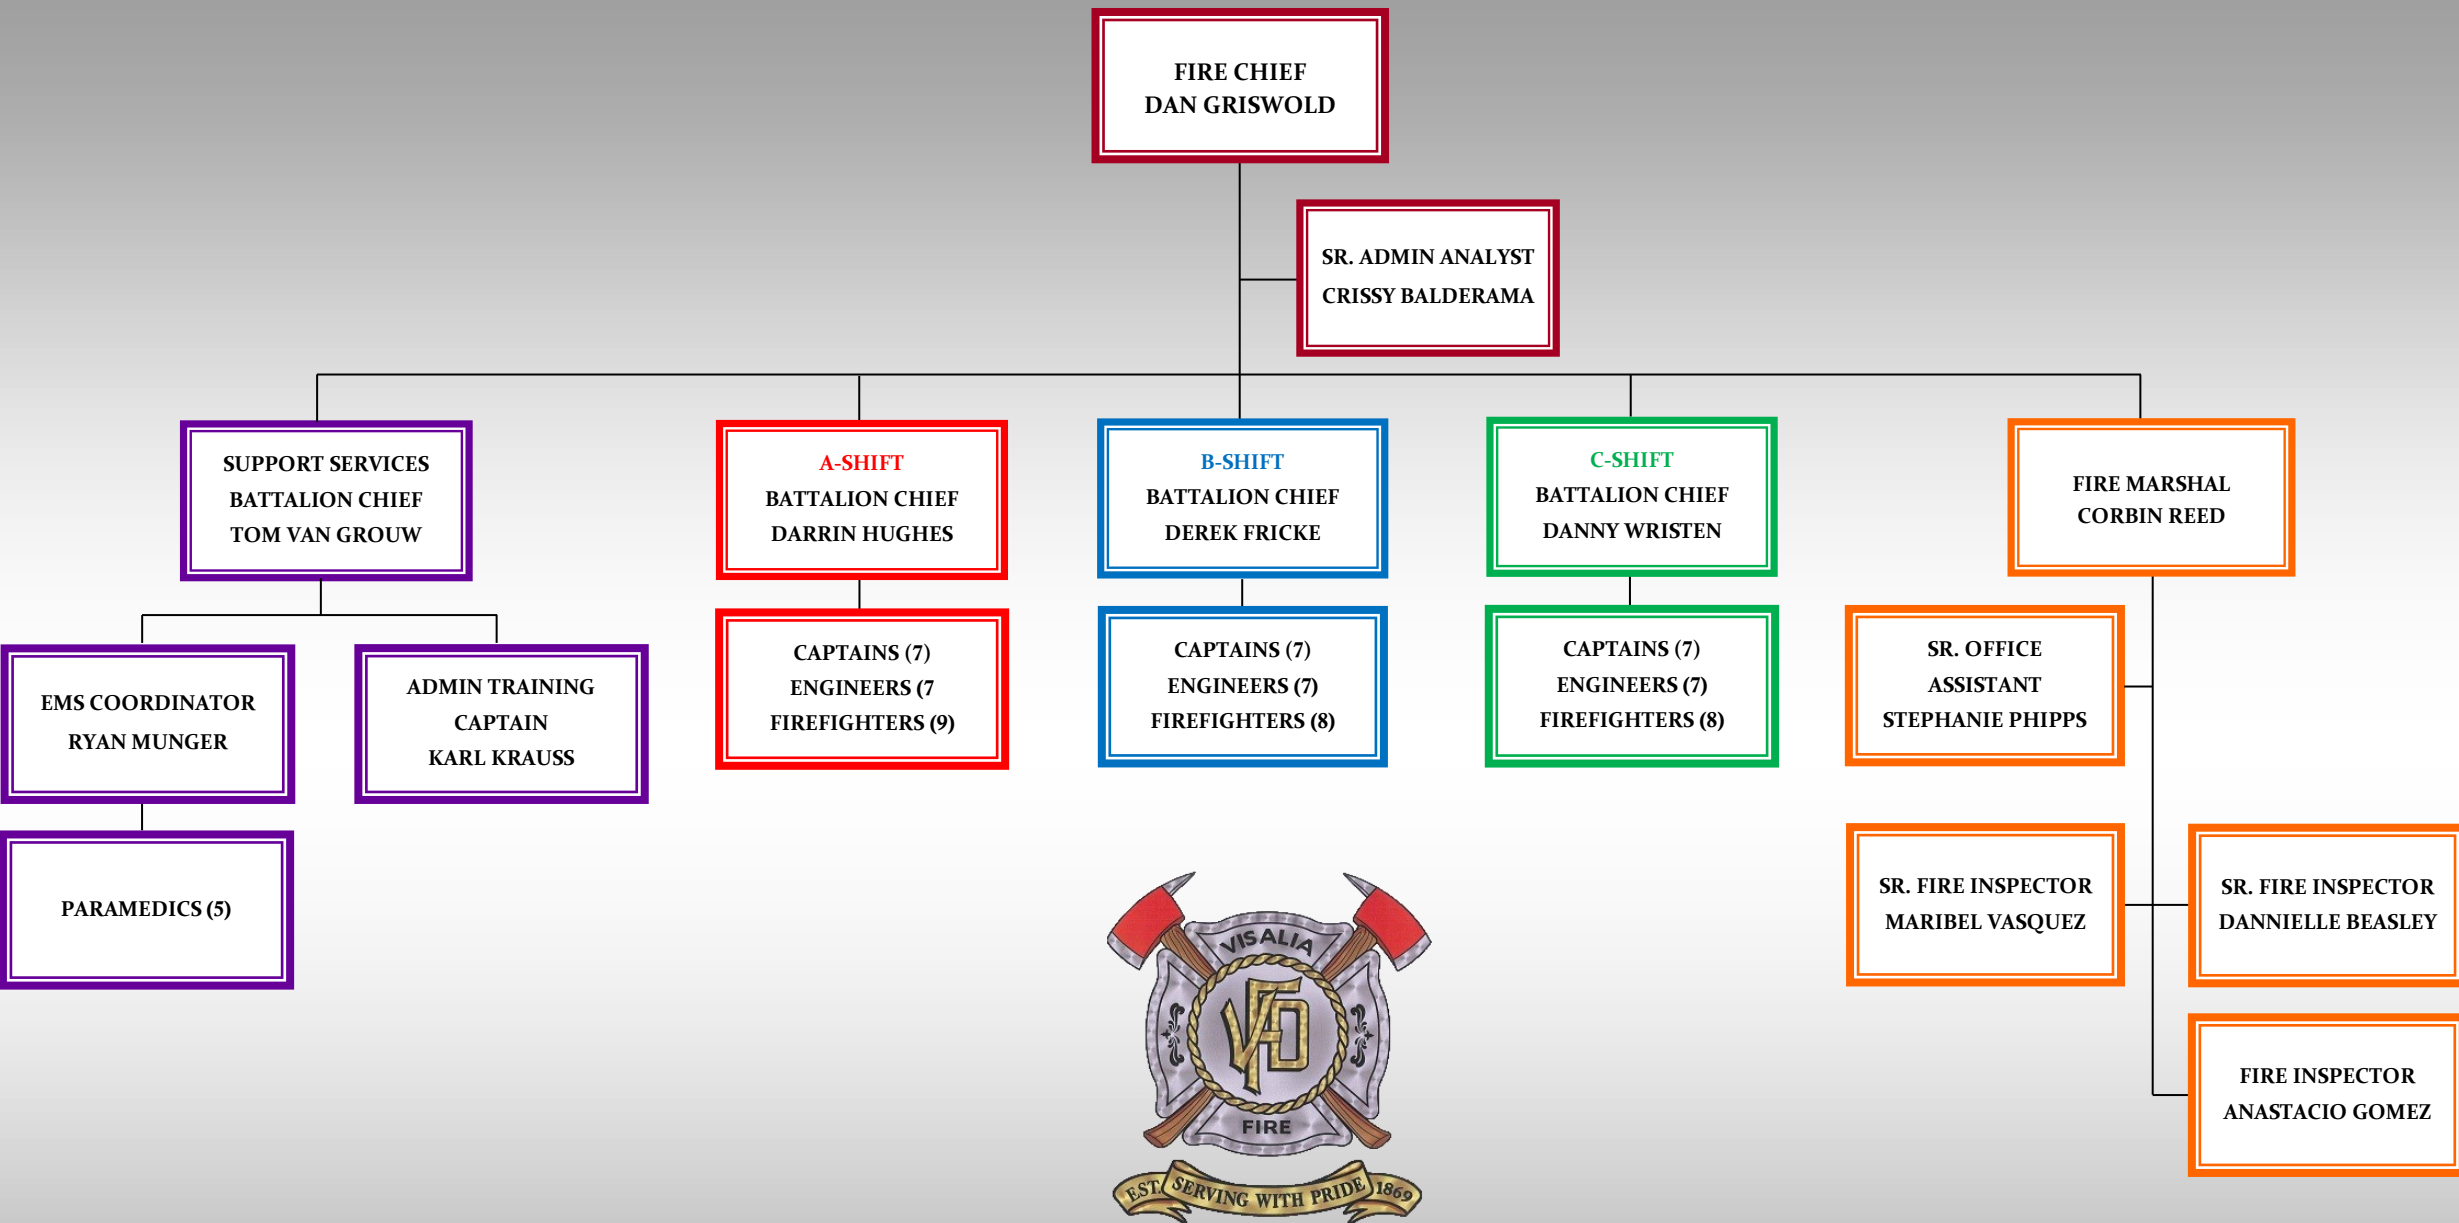 FIRE CHIEF
DAN GRISWOLD
SR. ADMIN ANALYST
CRISSY BALDERAMA
SUPPORT SERVICES
BATTALION CHIEF
TOM VAN GROUW
A-SHIFT
BATTALION CHIEF
DARRIN HUGHES
B-SHIFT
BATTALION CHIEF
DEREK FRICKE
C-SHIFT
BATTALION CHIEF
DANNY WRISTEN
FIRE MARSHAL
CORBIN REED
EMS COORDINATOR
RYAN MUNGER
ADMIN TRAINING
CAPTAIN
KARL KRAUSS
CAPTAINS (7)
ENGINEERS (7
FIREFIGHTERS (9)
CAPTAINS (7)
ENGINEERS (7)
FIREFIGHTERS (8)
CAPTAINS (7)
ENGINEERS (7)
FIREFIGHTERS (8)
SR. OFFICE
ASSISTANT
STEPHANIE PHIPPS
PARAMEDICS (5)
SR. FIRE INSPECTOR
MARIBEL VASQUEZ
SR. FIRE INSPECTOR
DANNIELLE BEASLEY
FIRE INSPECTOR
ANASTACIO GOMEZ
VISALIA
VFD
FIRE
EST. SERVING WITH PRIDE 1869